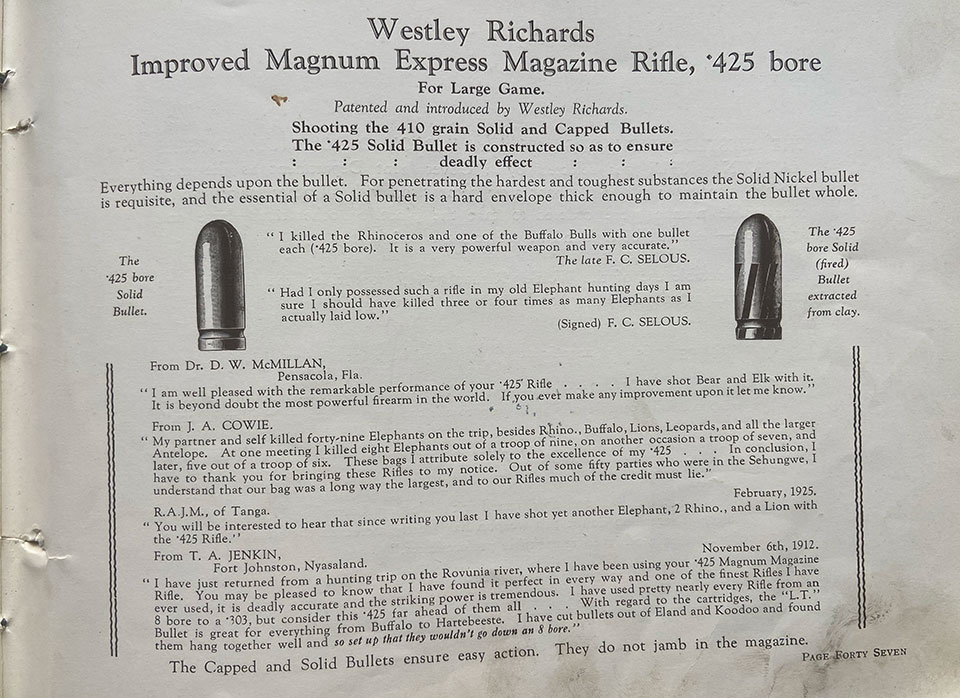 Westley Richards
Improved Magnum Express Magazine Rifle, ·425 bore
For Large Game.
Patented and introduced by Westley Richards.
Shooting the 410 grain Solid and Capped Bullets.
The ·425 Solid Bullet is constructed so as to ensure
: : : deadly effect : : :
Everything depends upon the bullet. For penetrating the hardest and toughest substances the Solid Nickel bullet
is requisite, and the essential of a Solid bullet is a hard envelope thick enough to maintain the bullet whole.
The
·425 bore
Solid
Bullet.
“ I killed the Rhinoceros and one of the Buffalo Bulls with one bullet
each (·425 bore). It is a very powerful weapon and very accurate.”
The late F. C. SELOUS.
“ Had I only possessed such a rifle in my old Elephant hunting days I am
sure I should have killed three or four times as many Elephants as I
actually laid low.”
(Signed) F. C. SELOUS.
The ·425
bore Solid
(fired)
Bullet
extracted
from clay.
From Dr. D. W. McMILLAN,
Pensacola, Fla.
“ I am well pleased with the remarkable performance of your ·425 Rifle . . . . I have shot Bear and Elk with it.
It is beyond doubt the most powerful firearm in the world. If you ever make any improvement upon it let me know.”
From J. A. COWIE.
“ My partner and self killed forty-nine Elephants on the trip, besides Rhino., Buffalo, Lions, Leopards, and all the larger
Antelope. At one meeting I killed eight Elephants out of a troop of nine, on another occasion a troop of seven, and
later, five out of a troop of six. These bags I attribute solely to the excellence of my ·425 . . . In conclusion, I
have to thank you for bringing these Rifles to my notice. Out of some fifty parties who were in the Sehungwe, I
understand that our bag was a long way the largest, and to our Rifles much of the credit must lie.”
R.A.J.M., of Tanga.
February, 1925.
“ You will be interested to hear that since writing you last I have shot yet another Elephant, 2 Rhino., and a Lion with
the ·425 Rifle.”
From T. A. JENKIN,
Fort Johnston, Nyasaland.
November 6th, 1912.
“ I have just returned from a hunting trip on the Rovunia river, where I have been using your ·425 Magnum Magazine
Rifle. You may be pleased to know that I have found it perfect in every way and one of the finest Rifles I have
ever used, it is deadly accurate and the striking power is tremendous. I have used pretty nearly every Rifle from an
8 bore to a ·303, but consider this ·425 far ahead of them all . . . . With regard to the cartridges, the “L.T.”
Bullet is great for everything from Buffalo to Hartebeeste. I have cut bullets out of Eland and Koodoo and found
them hang together well and so set up that they wouldn't go down an 8 bore.”
The Capped and Solid Bullets ensure easy action. They do not jamb in the magazine.
PAGE FORTY SEVEN